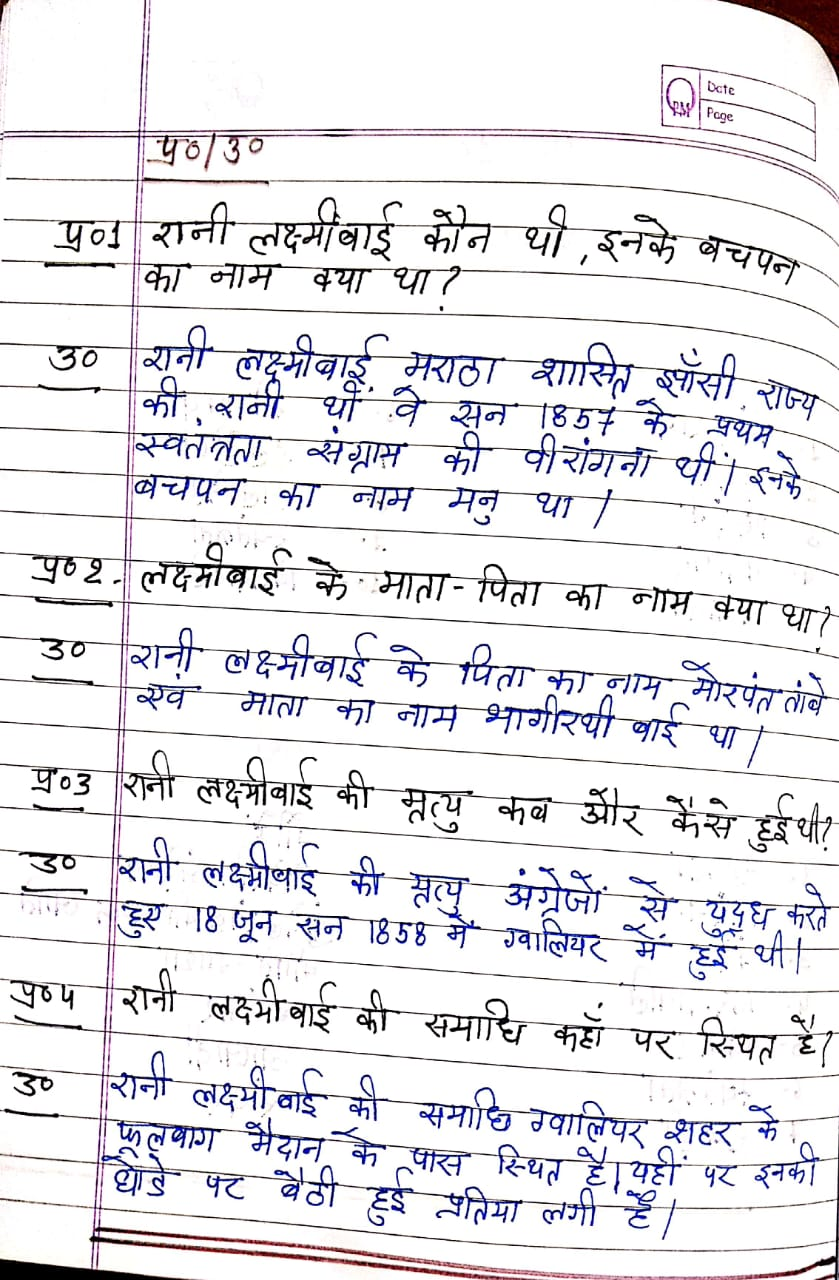 Date
Page
प्र०/उ०
प्र०1 रानी लक्ष्मीबाई कौन थी, इनके बचपन
का नाम क्या था?
उ० रानी लक्ष्मीबाई मराठा शासित झाँसी राज्य
की रानी थीं वे सन 1857 के प्रथम
स्वतंत्रता संग्राम की वीरांगना थीं। इनके
बचपन का नाम मनु था।
प्र०2. लक्ष्मीबाई के माता-पिता का नाम क्या था?
उ० रानी लक्ष्मीबाई के पिता का नाम मोरपंत तांबे
एवं माता का नाम भागीरथी बाई था।
प्र०3 रानी लक्ष्मीबाई की मृत्यु कब और कैसे हुई थी?
उ० रानी लक्ष्मीबाई की मृत्यु अंग्रेजों से युद्ध करते
हुए 18 जून सन 1858 में ग्वालियर में हुई थी।
प्र०4 रानी लक्ष्मीबाई की समाधि कहाँ पर स्थित है?
उ० रानी लक्ष्मीबाई की समाधि ग्वालियर शहर के
फूलबाग मैदान के पास स्थित है। यहीं पर इनकी
घोडे पर बैठी हुई प्रतिमा लगी है।